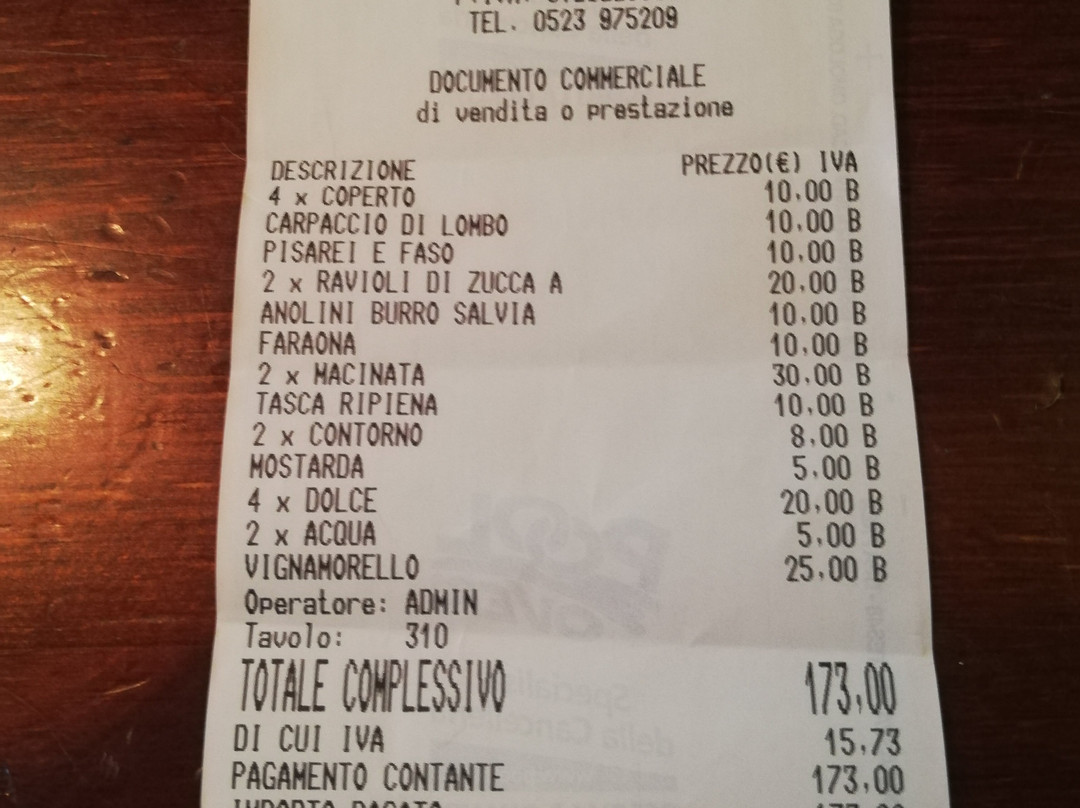 TEL. 0523 975209
DOCUMENTO COMMERCIALE
di vendita o prestazione
DESCRIZIONE PREZZO(€) IVA
4 x COPERTO 10,00 B
CARPACCIO DI LOMBO 10,00 B
PISAREI E FASO 10,00 B
2 x RAVIOLI DI ZUCCA A 20,00 B
ANOLINI BURRO SALVIA 10,00 B
FARAONA 10,00 B
2 x MACINATA 30,00 B
TASCA RIPIENA 10,00 B
2 x CONTORNO 8,00 B
MOSTARDA 5,00 B
4 x DOLCE 20,00 B
2 x ACQUA 5,00 B
VIGNAMORELLO 25,00 B
Operatore: ADMIN
Tavolo: 310
TOTALE COMPLESSIVO 173,00
DI CUI IVA 15,73
PAGAMENTO CONTANTE 173,00